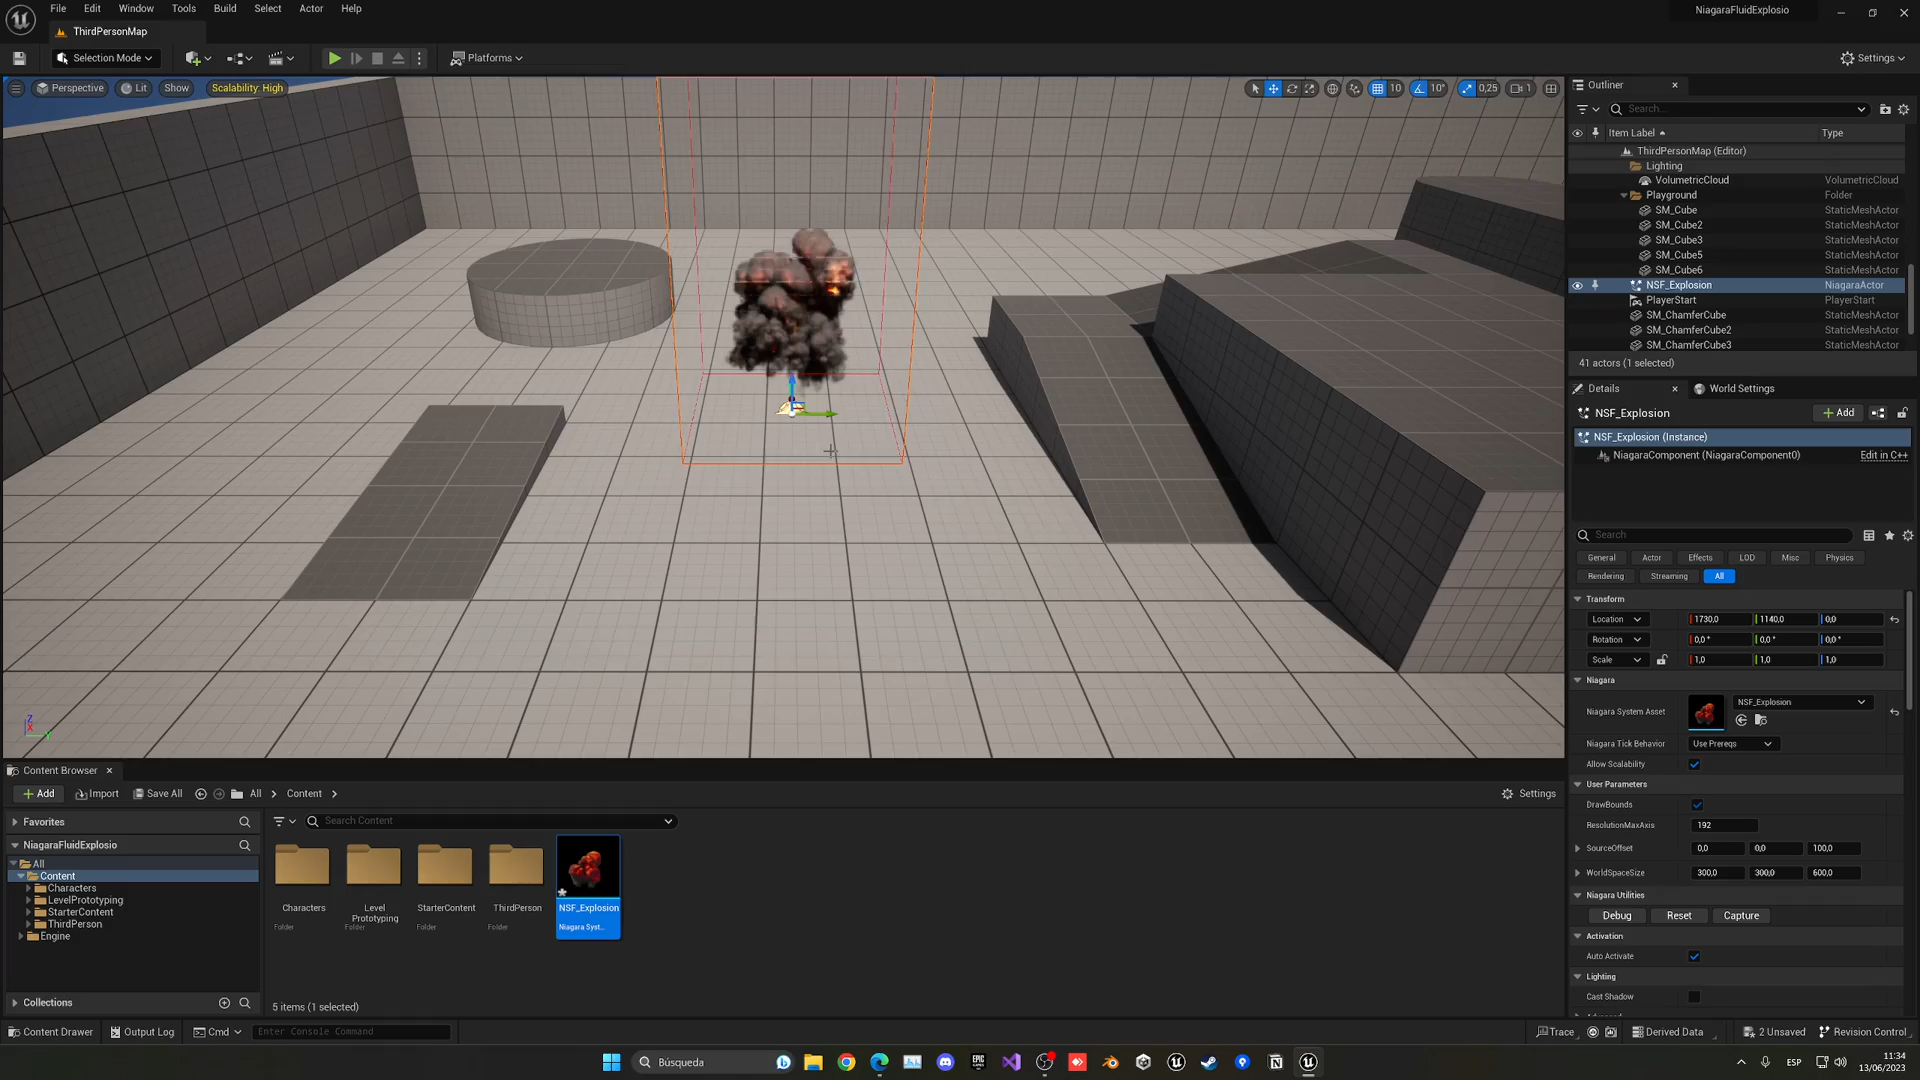 File Edit Window Tools Build Select Actor Help
NiagaraFluidExplosio
ThirdPersonMap
Selection Mode
Platforms
Settings
Perspective Lit Show Scalability: High
10 10° 0,25 1
Outliner
Search...
Item Label Type
ThirdPersonMap (Editor)
Lighting
VolumetricCloud VolumetricCloud
Playground Folder
SM_Cube StaticMeshActor
SM_Cube2 StaticMeshActor
SM_Cube3 StaticMeshActor
SM_Cube5 StaticMeshActor
SM_Cube6 StaticMeshActor
NSF_Explosion NiagaraActor
PlayerStart PlayerStart
SM_ChamferCube StaticMeshActor
SM_ChamferCube2 StaticMeshActor
SM_ChamferCube3 StaticMeshActor
41 actors (1 selected)
Details World Settings
NSF_Explosion Add
NSF_Explosion (Instance)
NiagaraComponent (NiagaraComponent0) Edit in C++
Search
General Actor Effects LOD Misc Physics
Rendering Streaming All
Transform
Location 1730,0 1140,0 0,0
Rotation 0,0 ° 0,0 ° 0,0 °
Scale 1,0 1,0 1,0
Niagara
Niagara System Asset NSF_Explosion
Niagara Tick Behavior Use Prereqs
Allow Scalability
User Parameters
DrawBounds
ResolutionMaxAxis 192
SourceOffset 0,0 0,0 100,0
WorldSpaceSize 300,0 300,0 600,0
Niagara Utilities
Debug Reset Capture
Activation
Auto Activate
Lighting
Cast Shadow
Z
X
Y
Content Browser
Add Import Save All All Content Settings
Favorites
Search Content
NiagaraFluidExplosio
All
Content
Characters
LevelPrototyping
StarterContent
ThirdPerson
Engine
Collections
Characters
Folder
Level
Prototyping
Folder
StarterContent
Folder
ThirdPerson
Folder
NSF_Explosion
Niagara Syst...
5 items (1 selected)
Content Drawer Output Log Cmd Enter Console Command
Trace Derived Data 2 Unsaved Revision Control
Búsqueda
ESP
11:34
13/06/2023